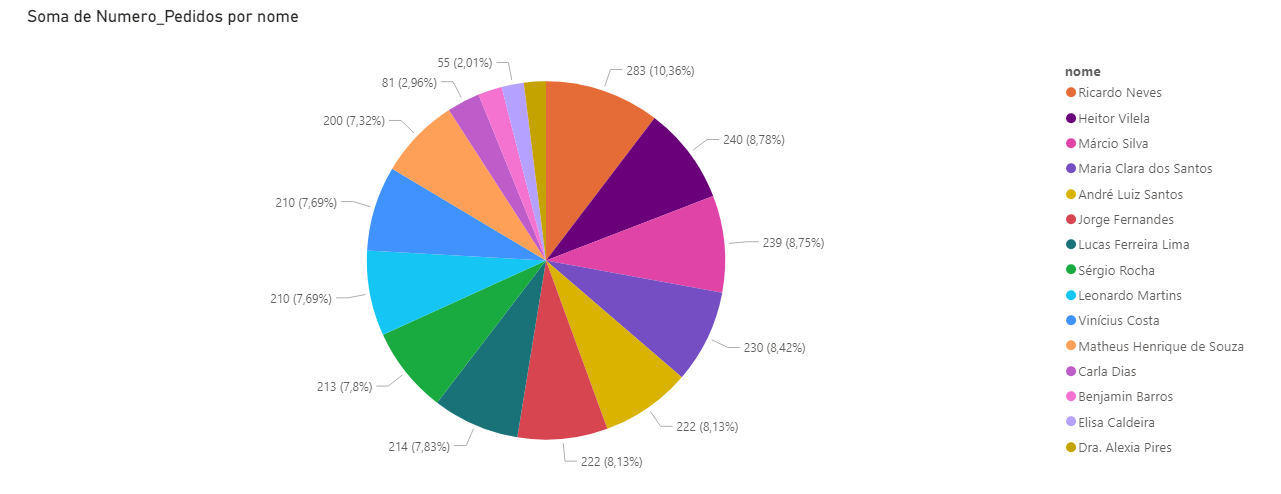 Soma de Numero_Pedidos por nome
283 (10,36%)
240 (8,78%)
239 (8,75%)
230 (8,42%)
222 (8,13%)
222 (8,13%)
214 (7,83%)
213 (7,8%)
210 (7,69%)
210 (7,69%)
200 (7,32%)
81 (2,96%)
55 (2,01%)
nome
Ricardo Neves
Heitor Vilela
Márcio Silva
Maria Clara dos Santos
André Luiz Santos
Jorge Fernandes
Lucas Ferreira Lima
Sérgio Rocha
Leonardo Martins
Vinícius Costa
Matheus Henrique de Souza
Carla Dias
Benjamin Barros
Elisa Caldeira
Dra. Alexia Pires